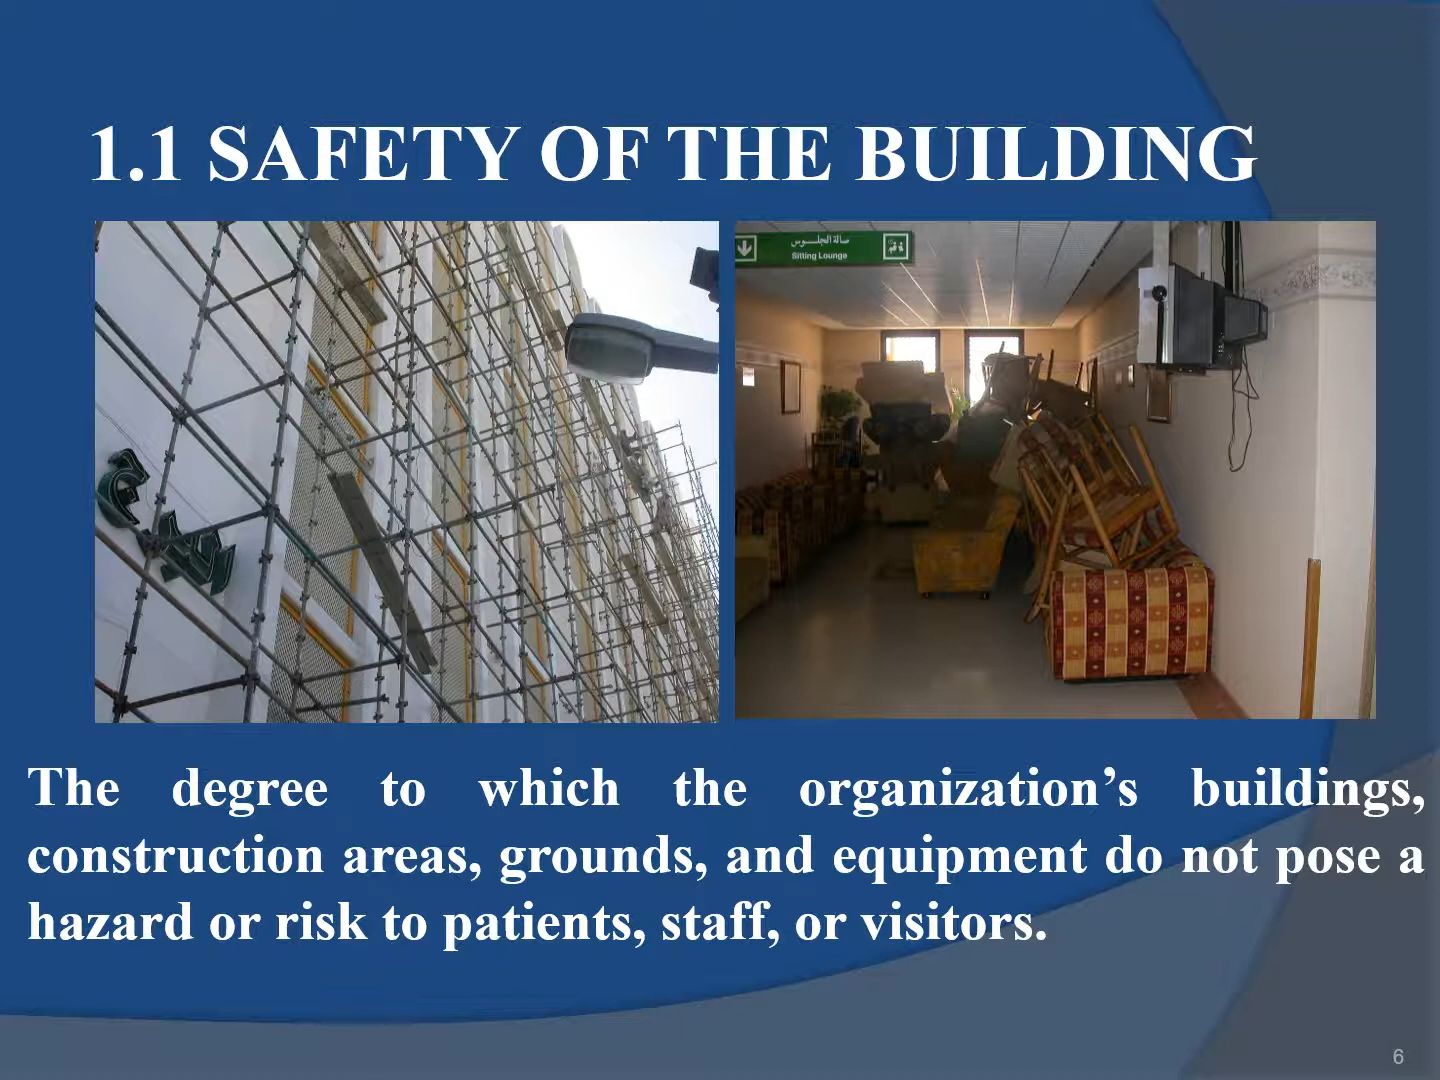 1.1 SAFETY OF THE BUILDING
صالة الجلـــوس
Sitting Lounge
The degree to which the organization’s buildings,
construction areas, grounds, and equipment do not pose a
hazard or risk to patients, staff, or visitors.
6